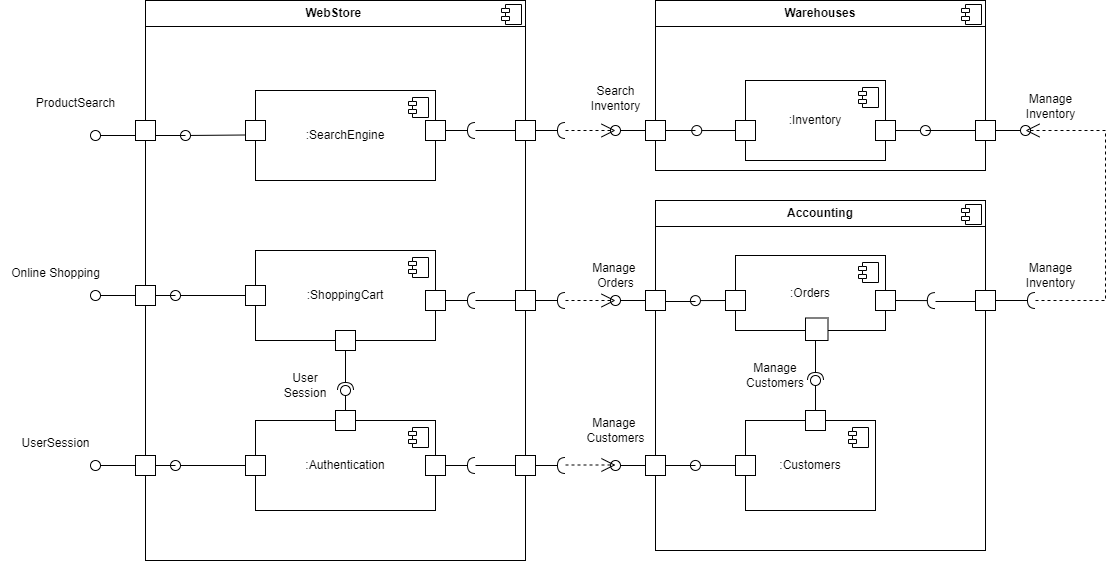 WebStore
Warehouses
ProductSearch
:SearchEngine
Search
Inventory
:Inventory
Manage
Inventory
Accounting
Online Shopping
:ShoppingCart
Manage
Orders
:Orders
Manage
Inventory
User
Session
Manage
Customers
UserSession
:Authentication
Manage
Customers
:Customers